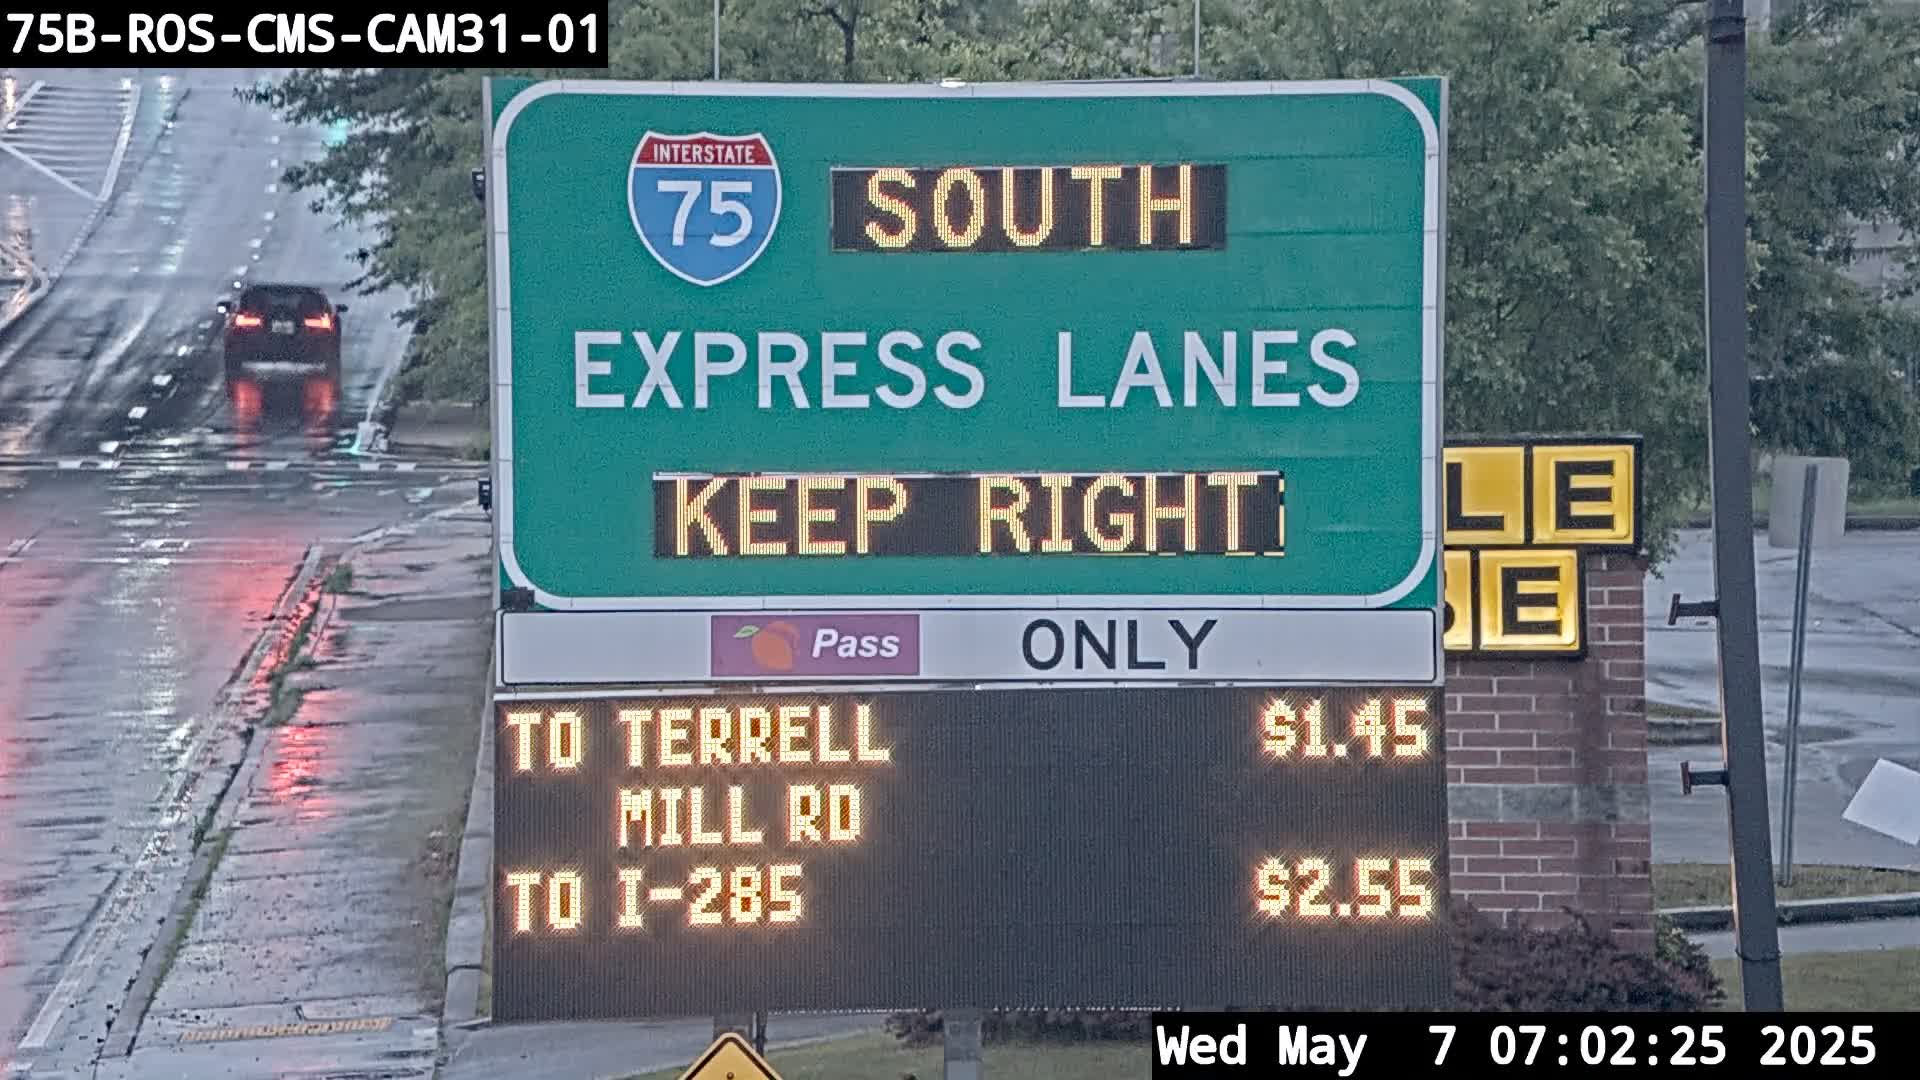 75B-ROS-CMS-CAM31-01
INTERSTATE
75
SOUTH
EXPRESS LANES
KEEP RIGHT
Pass ONLY
TO TERRELL $1.45
MILL RD
TO I-285 $2.55
LE
E
Wed May 7 07:02:25 2025